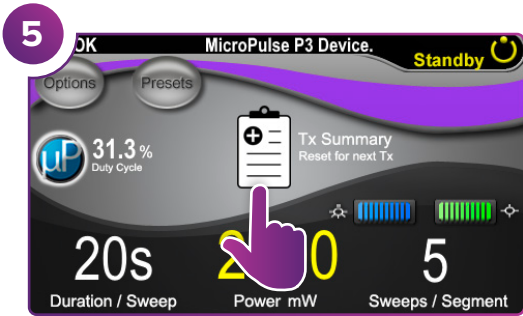 5
OK
MicroPulse P3 Device.
Standby
Options
Presets
µP
31.3 %
Duty Cycle
Tx Summary
Reset for next Tx
20s
5
Duration / Sweep
Power mW
Sweeps / Segment